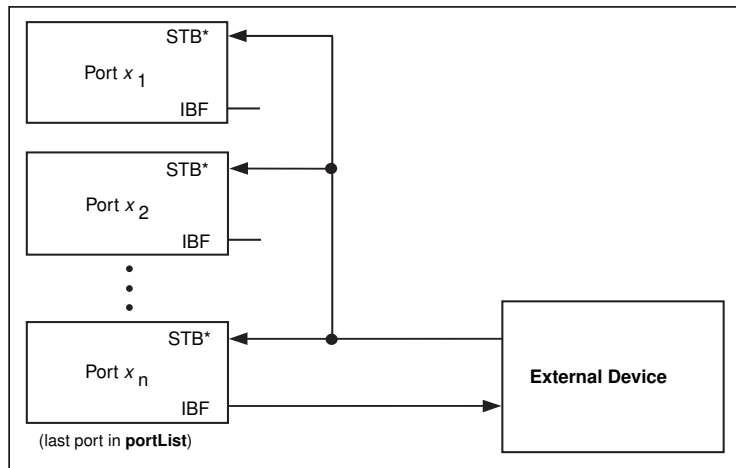 STB*
Port x 1
IBF
STB*
Port x 2
IBF
STB*
Port x n
IBF
External Device
(last port in portList)